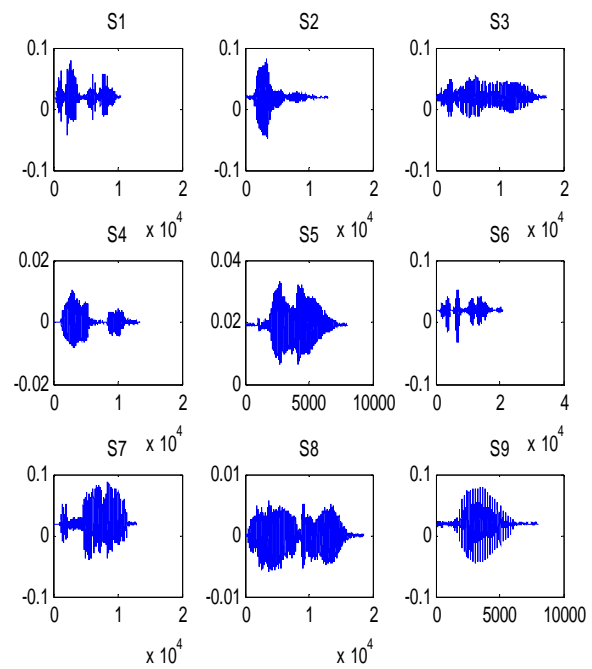 S1 S2 S3
0.1 0.1 0.1
0 0 0
-0.1 -0.1 -0.1
0 1 2 0 1 2 0 1 2
x 10^4 x 10^4 x 10^4
S4 S5 S6
0.02 0.04 0.1
0 0.02 0
-0.02 0 -0.1
0 1 2 0 5000 10000 0 2 4
x 10^4 x 10^4
S7 S8 S9
0.1 0.01 0.1
0 0 0
-0.1 -0.01 -0.1
0 1 2 0 1 2 0 5000 10000
x 10^4 x 10^4